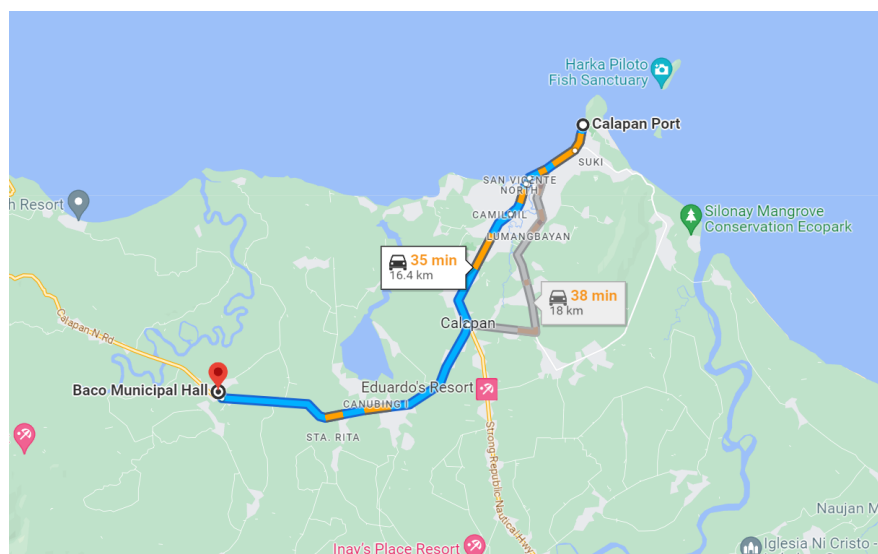 Harka Piloto
Fish Sanctuary
Calapan Port
SUKI
SAN VICENTE
NORTH
h Resort
CAMILMIL
Silonay Mangrove
Conservation Ecopark
LUMANGBAYAN
35 min
16.4 km
38 min
18 km
Calapan N Rd
Calapan
Baco Municipal Hall
Eduardo's Resort
CANUBING I
STA. RITA
Strong Republic Nautical Hwy
Naujan M
Inay's Place Resort
Iglesia Ni Cristo -